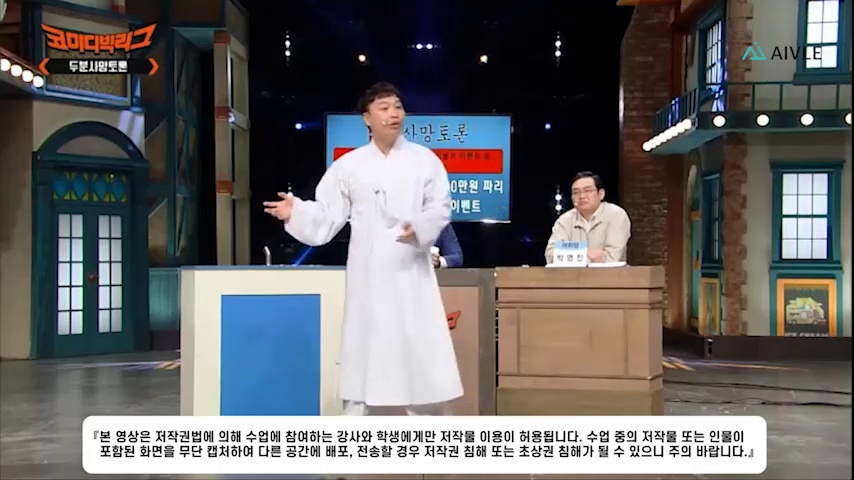 코미디빅리그
두분사망토론
AIVLE
사망토론
0만원 파리
이벤트
박영진
『본 영상은 저작권법에 의해 수업에 참여하는 강사와 학생에게만 저작물 이용이 허용됩니다. 수업 중의 저작물 또는 인물이
포함된 화면을 무단 캡처하여 다른 공간에 배포, 전송할 경우 저작권 침해 또는 초상권 침해가 될 수 있으니 주의 바랍니다.』